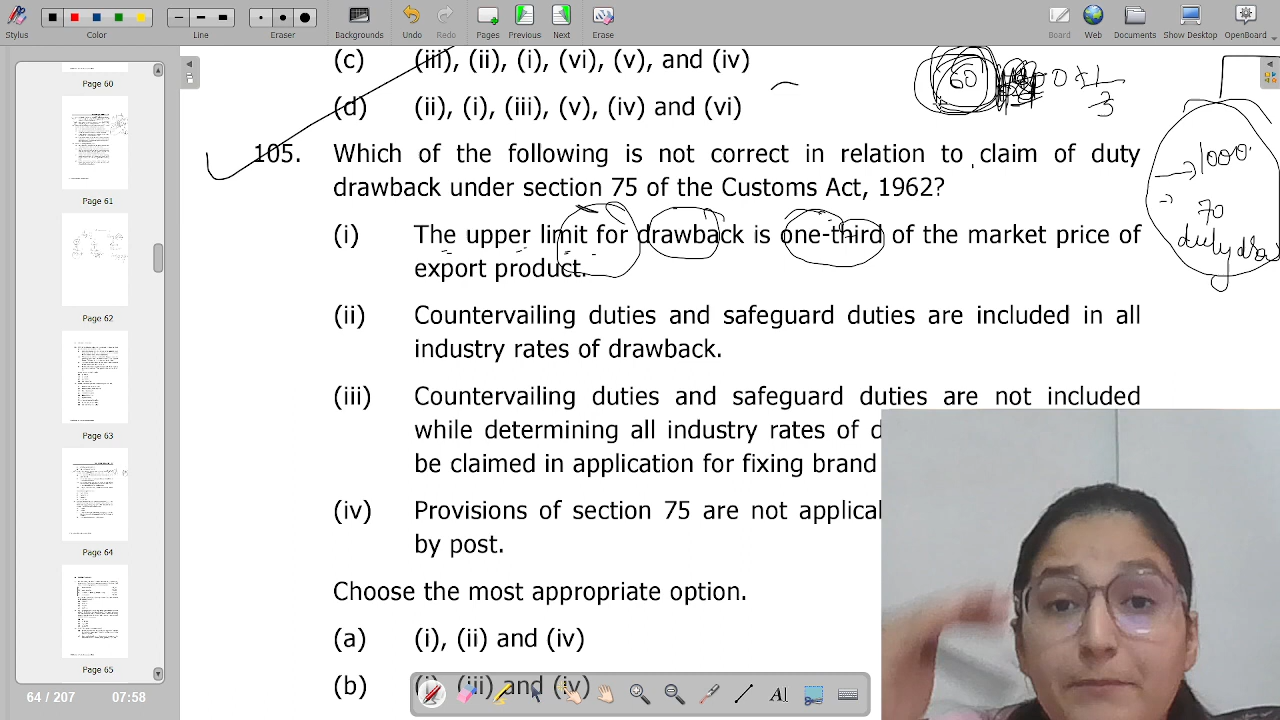 Stylus Color Line Eraser Backgrounds Undo Redo Pages Previous Next Erase Board Web Documents Show Desktop OpenBoard
Page 60
Page 61
Page 62
Page 63
Page 64
Page 65
64 / 207 07:58
(c) (iii), (ii), (i), (vi), (v), and (iv)
(d) (ii), (i), (iii), (v), (iv) and (vi)
60
1/3
105. Which of the following is not correct in relation to claim of duty
drawback under section 75 of the Customs Act, 1962?
1000
70
duty dra
(i) The upper limit for drawback is one-third of the market price of
export product.
(ii) Countervailing duties and safeguard duties are included in all
industry rates of drawback.
(iii) Countervailing duties and safeguard duties are not included
while determining all industry rates of d
be claimed in application for fixing brand
(iv) Provisions of section 75 are not applical
by post.
Choose the most appropriate option.
(a) (i), (ii) and (iv)
(b) (i), (iii) and (iv)